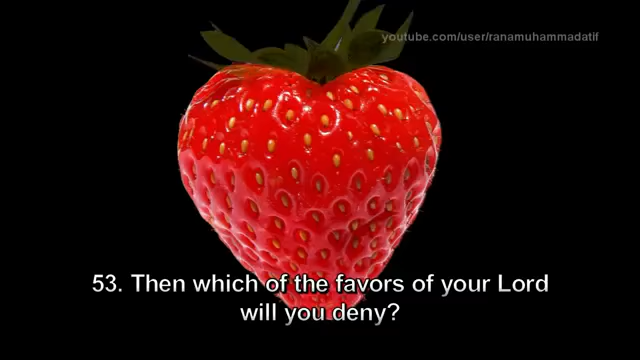 youtube.com/user/ranamuhammadatif
53. Then which of the favors of your Lord
will you deny?